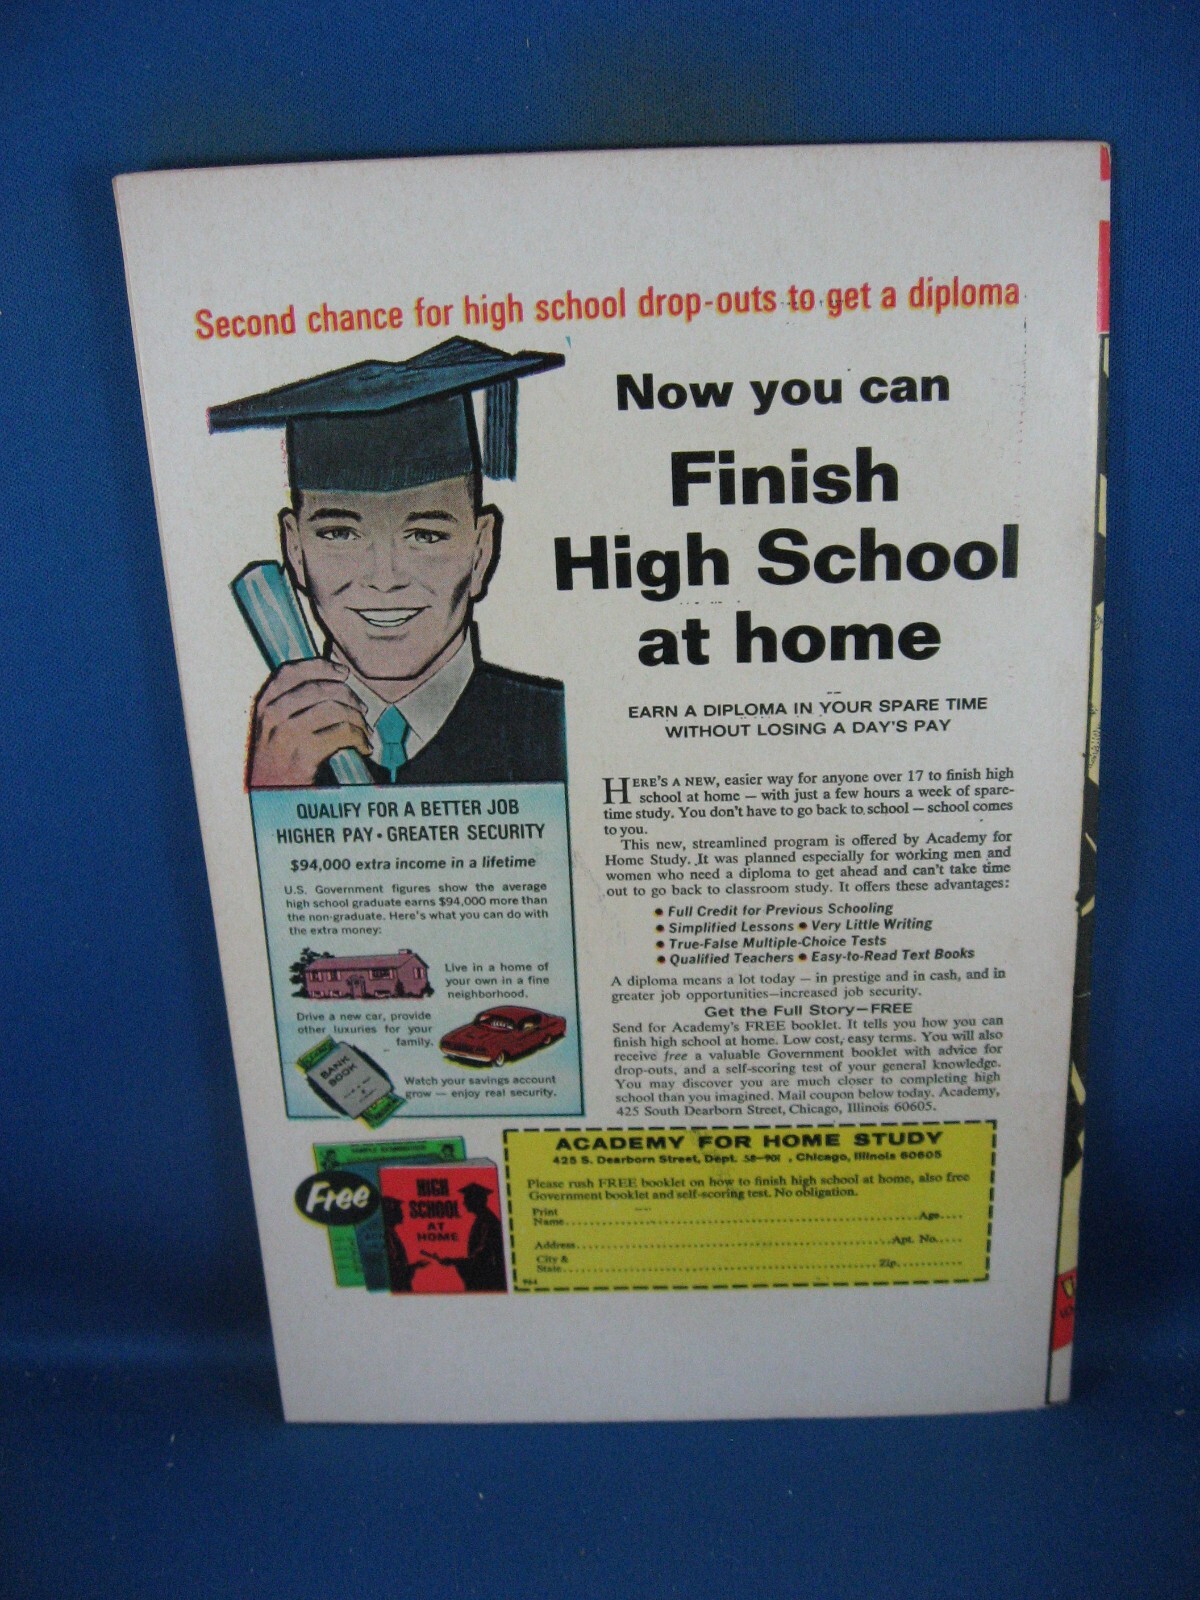 Second chance for high school drop-outs to get a diploma
Now you can
Finish
High School
at home
EARN A DIPLOMA IN YOUR SPARE TIME
WITHOUT LOSING A DAY'S PAY
HERE'S A NEW, easier way for anyone over 17 to finish high
school at home — with just a few hours a week of spare-
time study. You don't have to go back to school — school comes
to you.
This new, streamlined program is offered by Academy for
Home Study. It was planned especially for working men and
women who need a diploma to get ahead and can't take time
out to go back to classroom study. It offers these advantages:
• Full Credit for Previous Schooling
• Simplified Lessons • Very Little Writing
• True-False Multiple-Choice Tests
• Qualified Teachers • Easy-to-Read Text Books
A diploma means a lot today — in prestige and in cash, and in
greater job opportunities—increased job security.
Get the Full Story—FREE
Send for Academy's FREE booklet. It tells you how you can
finish high school at home. Low cost, easy terms. You will also
receive free a valuable Government booklet with advice for
drop-outs, and a self-scoring test of your general knowledge.
You may discover you are much closer to completing high
school than you imagined. Mail coupon below today. Academy,
425 South Dearborn Street, Chicago, Illinois 60605.
QUALIFY FOR A BETTER JOB
HIGHER PAY • GREATER SECURITY
$94,000 extra income in a lifetime
U.S. Government figures show the average
high school graduate earns $94,000 more than
the non-graduate. Here's what you can do with
the extra money:
Live in a home of
your own in a fine
neighborhood.
Drive a new car, provide
other luxuries for your
family.
BANK
BOOK
Watch your savings account
grow — enjoy real security.
Free
HIGH
SCHOOL
AT
HOME
ACADEMY FOR HOME STUDY
425 S. Dearborn Street, Dept. 58-901 , Chicago, Illinois 60605
Please rush FREE booklet on how to finish high school at home, also free
Government booklet and self-scoring test. No obligation.
Print
Name..........Age....
Address..........Apt. No.....
City &
State..........Zip..........